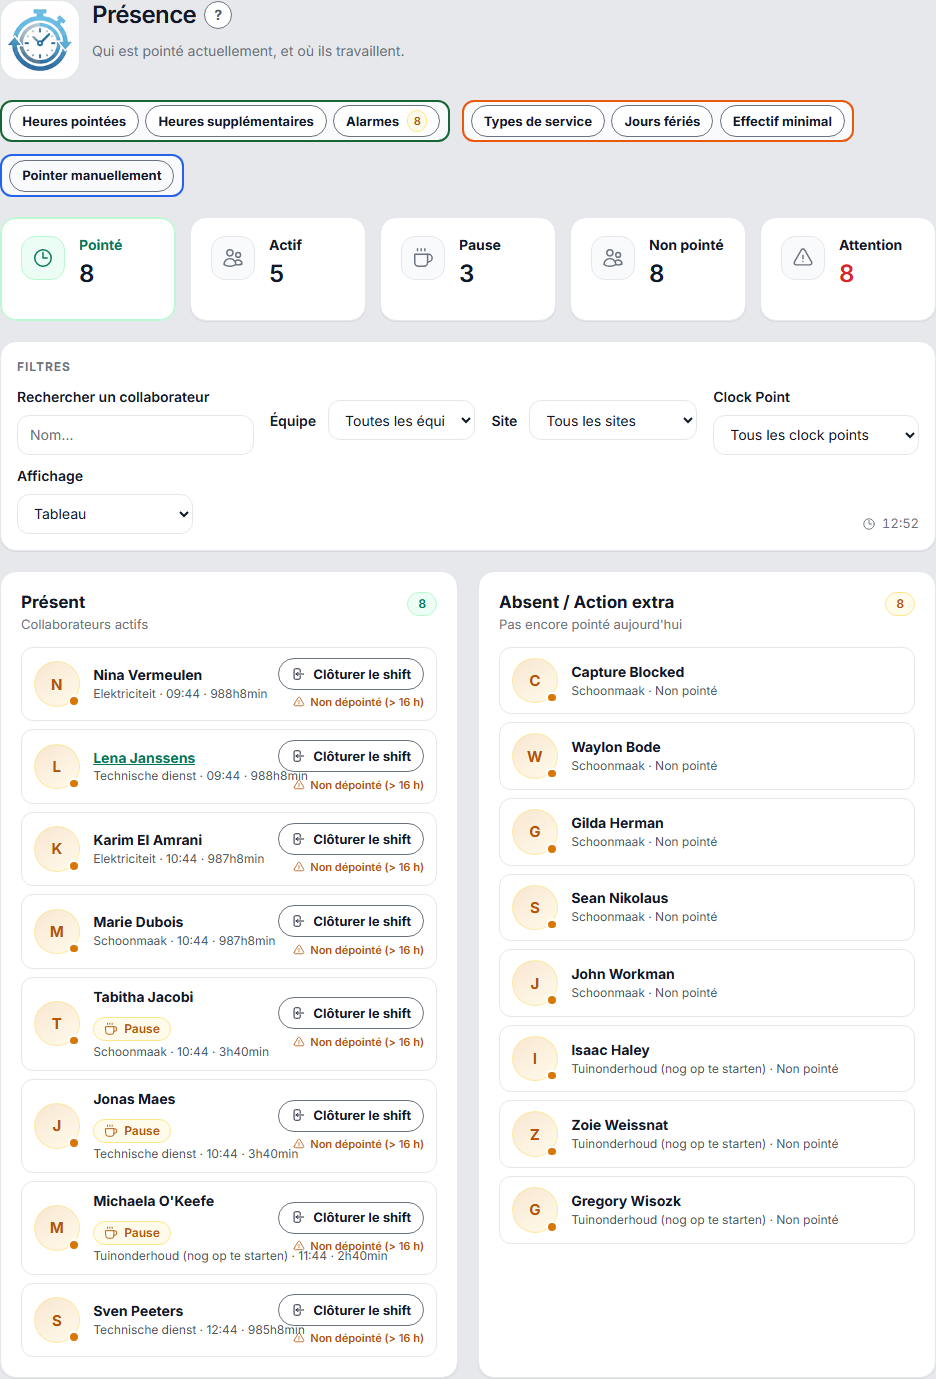 Présence ?
Qui est pointé actuellement, et où ils travaillent.
Heures pointées
Heures supplémentaires
Alarmes 8
Types de service
Jours fériés
Effectif minimal
Pointer manuellement
Pointé
8
Actif
5
Pause
3
Non pointé
8
Attention
8
FILTRES
Rechercher un collaborateur
Nom...
Équipe
Toutes les équi
Site
Tous les sites
Clock Point
Tous les clock points
Affichage
Tableau
12:52
Présent
8
Collaborateurs actifs
Nina Vermeulen
Elektriciteit · 09:44 · 988h8min
Clôturer le shift
Non dépointé (> 16 h)
Lena Janssens
Technische dienst · 09:44 · 988h8min
Clôturer le shift
Non dépointé (> 16 h)
Karim El Amrani
Elektriciteit · 10:44 · 987h8min
Clôturer le shift
Non dépointé (> 16 h)
Marie Dubois
Schoonmaak · 10:44 · 987h8min
Clôturer le shift
Non dépointé (> 16 h)
Tabitha Jacobi
Pause
Schoonmaak · 10:44 · 3h40min
Clôturer le shift
Non dépointé (> 16 h)
Jonas Maes
Pause
Technische dienst · 10:44 · 3h40min
Clôturer le shift
Non dépointé (> 16 h)
Michaela O'Keefe
Pause
Tuinonderhoud (nog op te starten) · 11:44 · 2h40min
Clôturer le shift
Non dépointé (> 16 h)
Sven Peeters
Technische dienst · 12:44 · 985h8min
Clôturer le shift
Non dépointé (> 16 h)
N
L
K
M
T
J
M
S
Absent / Action extra
8
Pas encore pointé aujourd'hui
C
Capture Blocked
Schoonmaak · Non pointé
W
Waylon Bode
Schoonmaak · Non pointé
G
Gilda Herman
Schoonmaak · Non pointé
S
Sean Nikolaus
Schoonmaak · Non pointé
J
John Workman
Schoonmaak · Non pointé
I
Isaac Haley
Tuinonderhoud (nog op te starten) · Non pointé
Z
Zoie Weissnat
Tuinonderhoud (nog op te starten) · Non pointé
G
Gregory Wisozk
Tuinonderhoud (nog op te starten) · Non pointé